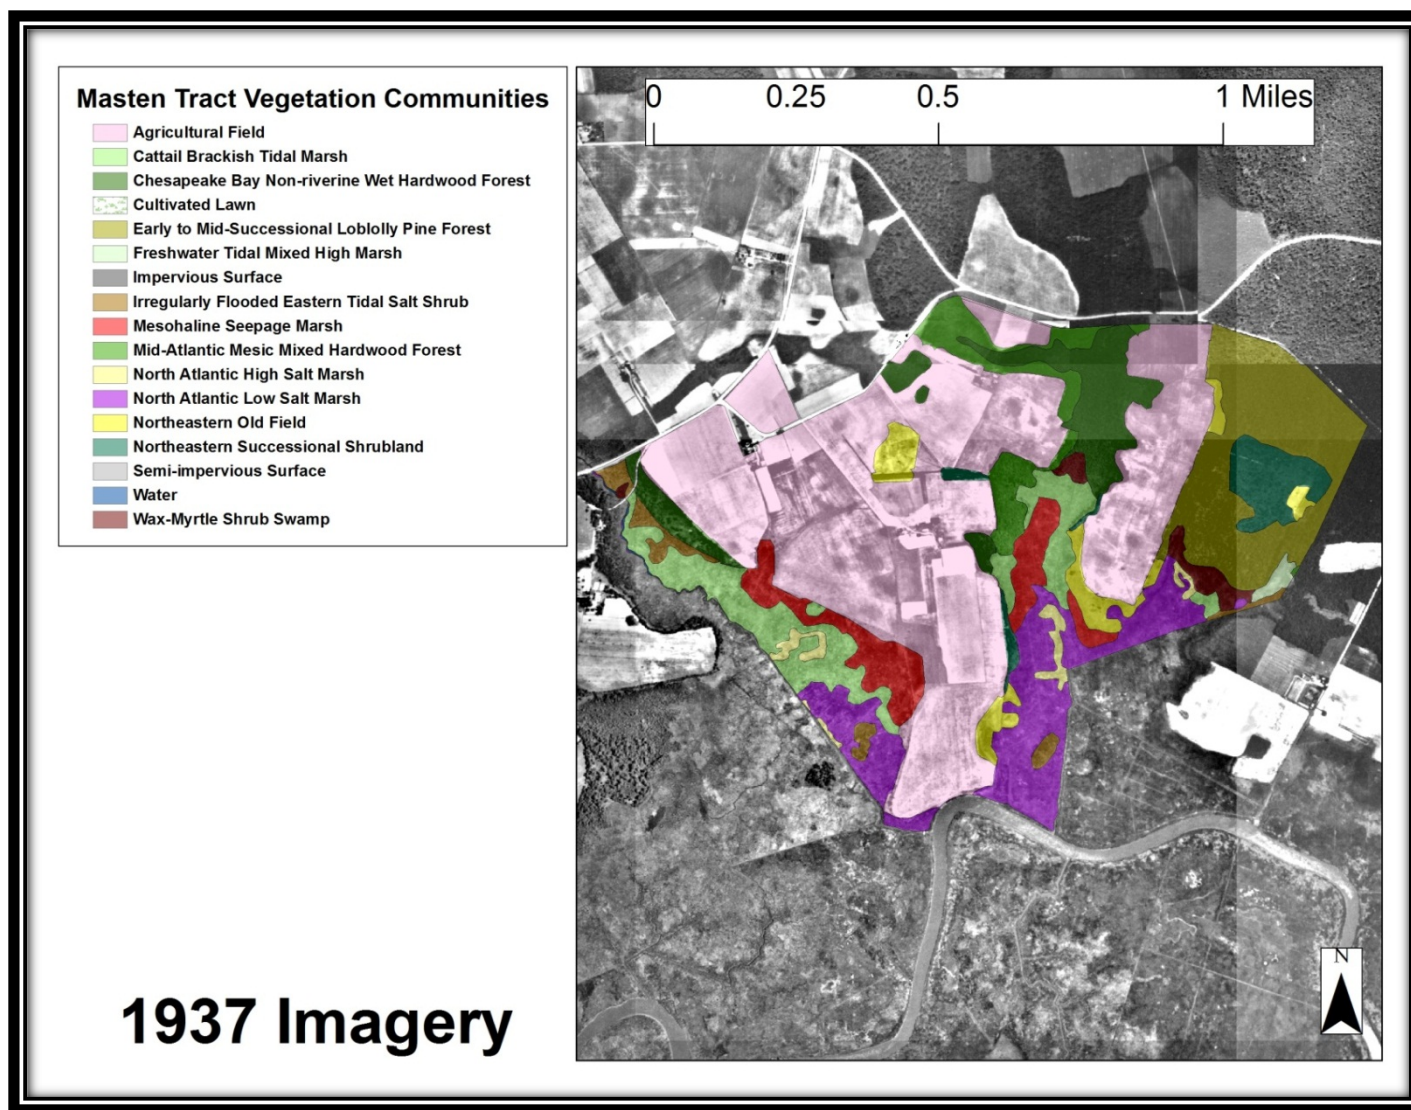 Masten Tract Vegetation Communities
Agricultural Field
Cattail Brackish Tidal Marsh
Chesapeake Bay Non-riverine Wet Hardwood Forest
Cultivated Lawn
Early to Mid-Successional Loblolly Pine Forest
Freshwater Tidal Mixed High Marsh
Impervious Surface
Irregularly Flooded Eastern Tidal Salt Shrub
Mesohaline Seepage Marsh
Mid-Atlantic Mesic Mixed Hardwood Forest
North Atlantic High Salt Marsh
North Atlantic Low Salt Marsh
Northeastern Old Field
Northeastern Successional Shrubland
Semi-impervious Surface
Water
Wax-Myrtle Shrub Swamp
0 0.25 0.5 1 Miles
N
1937 Imagery